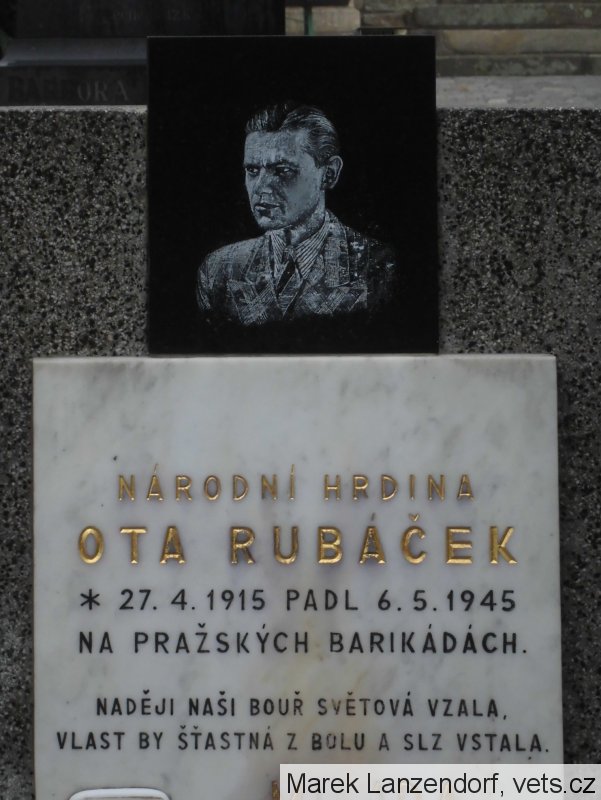 NÁRODNÍ HRDINA
OTA RUBÁČEK
* 27. 4. 1915 PADL 6. 5. 1945
NA PRAŽSKÝCH BARIKÁDÁCH.
NADĚJI NAŠI BOUŘ SVĚTOVÁ VZALA,
VLAST BY ŠŤASTNÁ Z BOLU A SLZ VSTALA.
Marek Lanzendorf, vets.cz